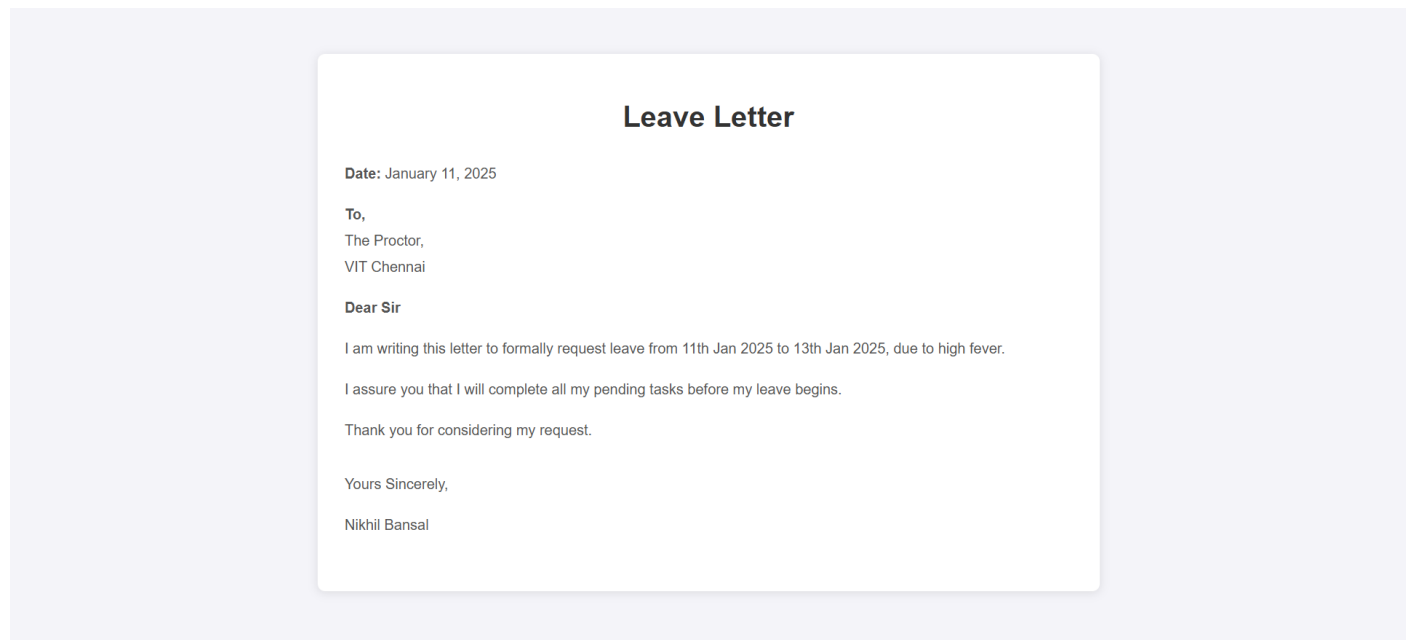 Leave Letter
Date: January 11, 2025
To,
The Proctor,
VIT Chennai
Dear Sir
I am writing this letter to formally request leave from 11th Jan 2025 to 13th Jan 2025, due to high fever.
I assure you that I will complete all my pending tasks before my leave begins.
Thank you for considering my request.
Yours Sincerely,
Nikhil Bansal